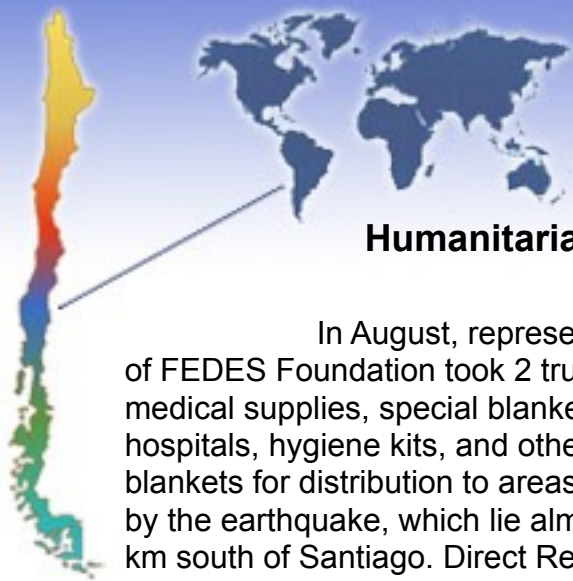 Humanitaria
In August, represe
of FEDES Foundation took 2 tru
medical supplies, special blanke
hospitals, hygiene kits, and othe
blankets for distribution to areas
by the earthquake, which lie alm
km south of Santiago. Direct Re